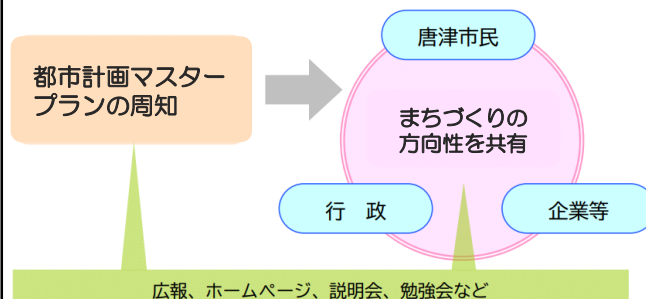 都市計画マスター
プランの周知
唐津市民
まちづくりの
方向性を共有
行　政
企業等
広報、ホームページ、説明会、勉強会など